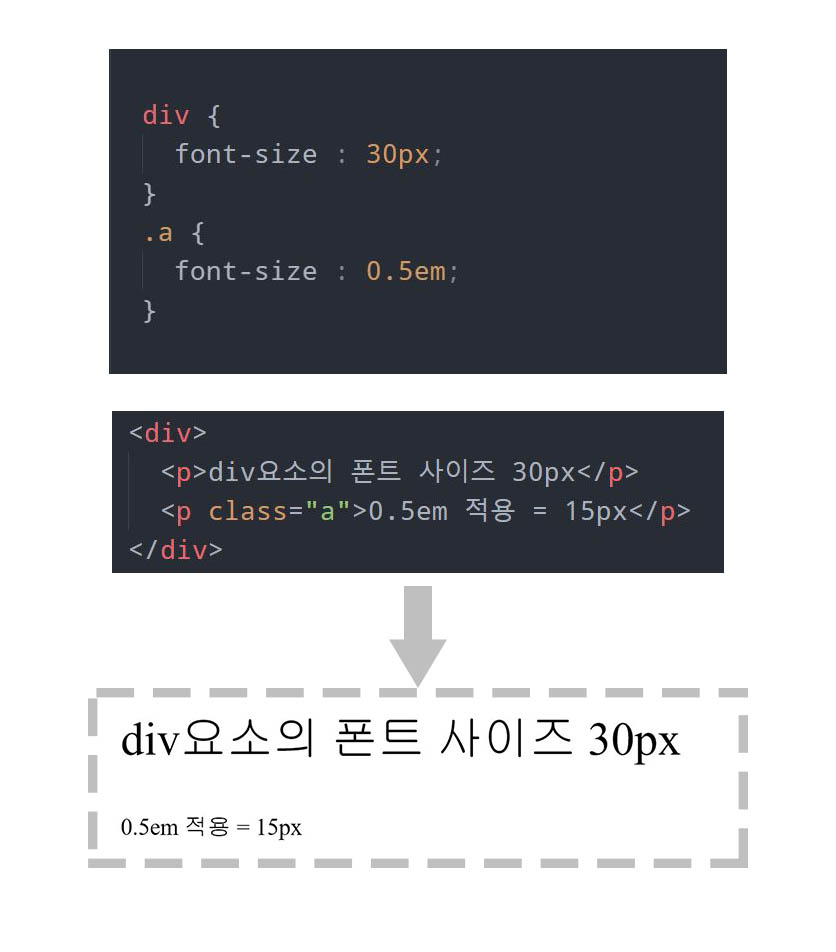 div {
font-size : 30px;
}
.a {
font-size : 0.5em;
}
<div>
<p>div요소의 폰트 사이즈 30px</p>
<p class="a">0.5em 적용 = 15px</p>
</div>
div요소의 폰트 사이즈 30px
0.5em 적용 = 15px